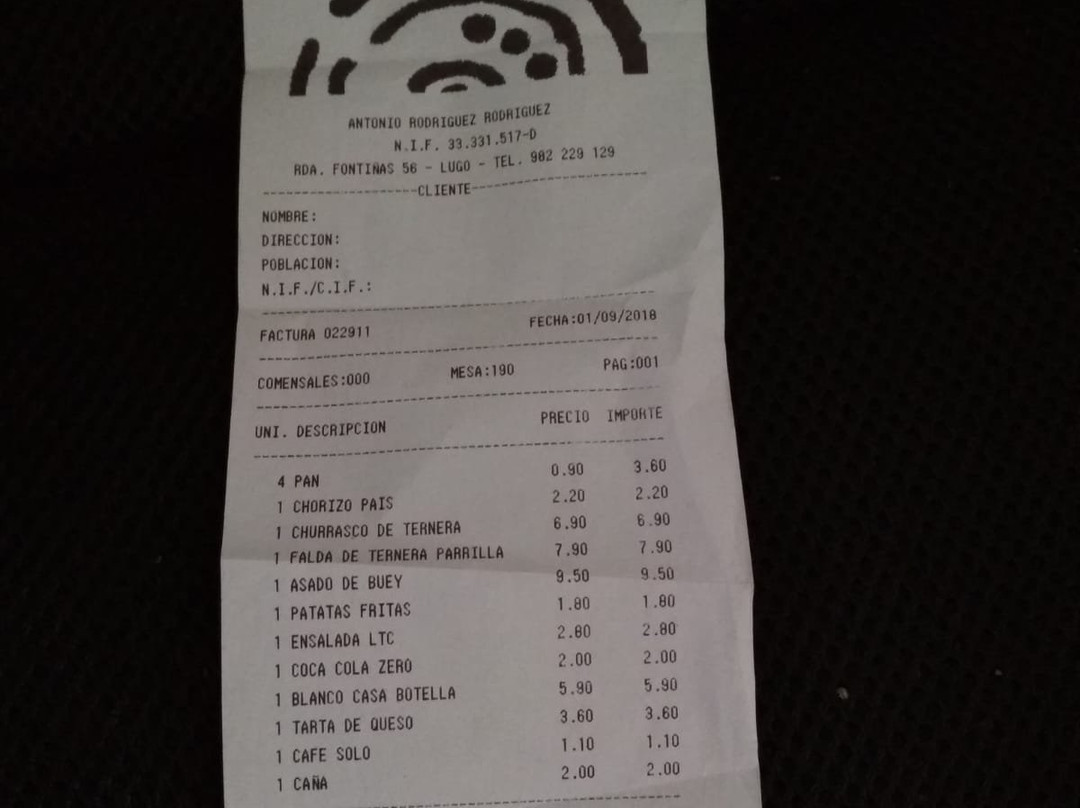 ANTONIO RODRIGUEZ RODRIGUEZ
N.I.F. 33.331.517-D
RDA. FONTIÑAS 56 - LUGO - TEL. 982 229 129
-----------------CLIENTE-------------------
NOMBRE:
DIRECCION:
POBLACION:
N.I.F./C.I.F.:
FACTURA 022911 FECHA:01/09/2018
COMENSALES:000 MESA:190 PAG:001
UNI. DESCRIPCION PRECIO IMPORTE
4 PAN 0.90 3.60
1 CHORIZO PAIS 2.20 2.20
1 CHURRASCO DE TERNERA 6.90 6.90
1 FALDA DE TERNERA PARRILLA 7.90 7.90
1 ASADO DE BUEY 9.50 9.50
1 PATATAS FRITAS 1.80 1.80
1 ENSALADA LTC 2.80 2.80
1 COCA COLA ZERO 2.00 2.00
1 BLANCO CASA BOTELLA 5.90 5.90
1 TARTA DE QUESO 3.60 3.60
1 CAFE SOLO 1.10 1.10
1 CAÑA 2.00 2.00